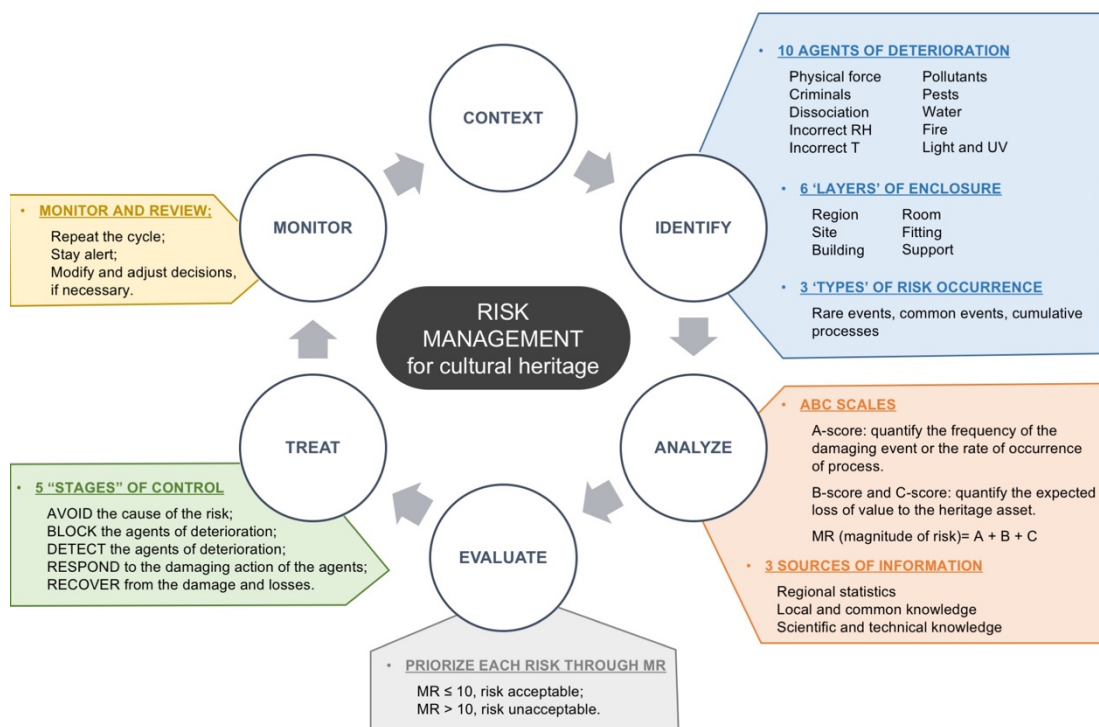 CONTEXT
IDENTIFY
ANALYZE
EVALUATE
TREAT
MONITOR
RISK
MANAGEMENT
for cultural heritage
• 10 AGENTS OF DETERIORATION
Physical force Pollutants
Criminals Pests
Dissociation Water
Incorrect RH Fire
Incorrect T Light and UV
• 6 ‘LAYERS’ OF ENCLOSURE
Region Room
Site Fitting
Building Support
• 3 ‘TYPES’ OF RISK OCCURRENCE
Rare events, common events, cumulative
processes
• ABC SCALES
A-score: quantify the frequency of the
damaging event or the rate of occurrence
of process.
B-score and C-score: quantify the expected
loss of value to the heritage asset.
MR (magnitude of risk)= A + B + C
• 3 SOURCES OF INFORMATION
Regional statistics
Local and common knowledge
Scientific and technical knowledge
• PRIORIZE EACH RISK THROUGH MR
MR ≤ 10, risk acceptable;
MR > 10, risk unacceptable.
• 5 “STAGES” OF CONTROL
AVOID the cause of the risk;
BLOCK the agents of deterioration;
DETECT the agents of deterioration;
RESPOND to the damaging action of the agents;
RECOVER from the damage and losses.
• MONITOR AND REVIEW:
Repeat the cycle;
Stay alert;
Modify and adjust decisions,
if necessary.